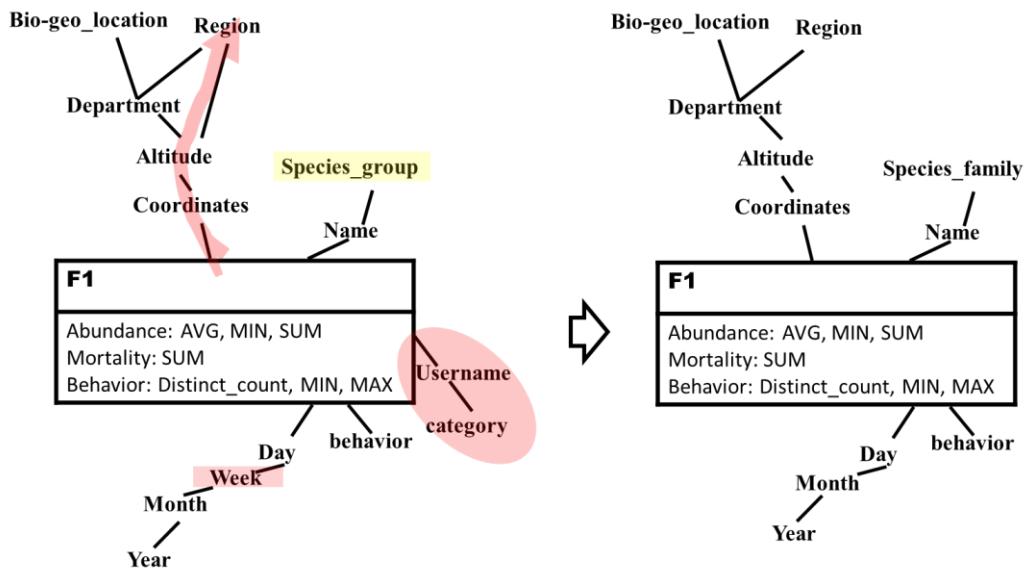 Bio-geo_location
Region
Department
Altitude
Species_group
Coordinates
Name
F1
Abundance: AVG, MIN, SUM
Mortality: SUM
Behavior: Distinct_count, MIN, MAX
Username
category
behavior
Day
Week
Month
Year
Bio-geo_location
Region
Department
Altitude
Species_family
Coordinates
Name
F1
Abundance: AVG, MIN, SUM
Mortality: SUM
Behavior: Distinct_count, MIN, MAX
behavior
Day
Month
Year